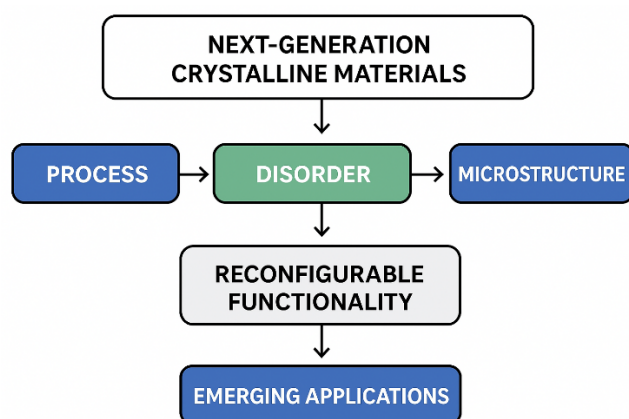 NEXT-GENERATION
CRYSTALLINE MATERIALS
PROCESS
DISORDER
MICROSTRUCTURE
RECONFIGURABLE
FUNCTIONALITY
EMERGING APPLICATIONS